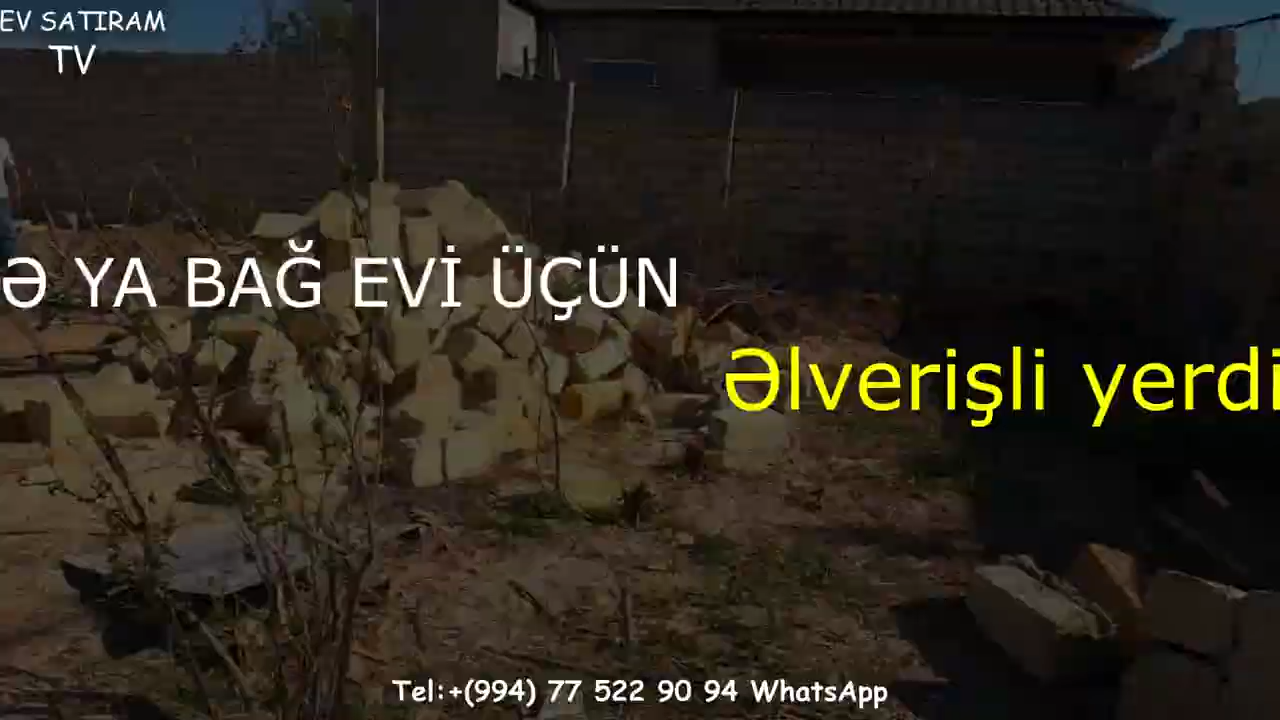 EV SATIRAM
TV
Ə YA BAĞ EVİ ÜÇÜN
Əlverişli yerdi
Tel:+(994) 77 522 90 94 WhatsApp